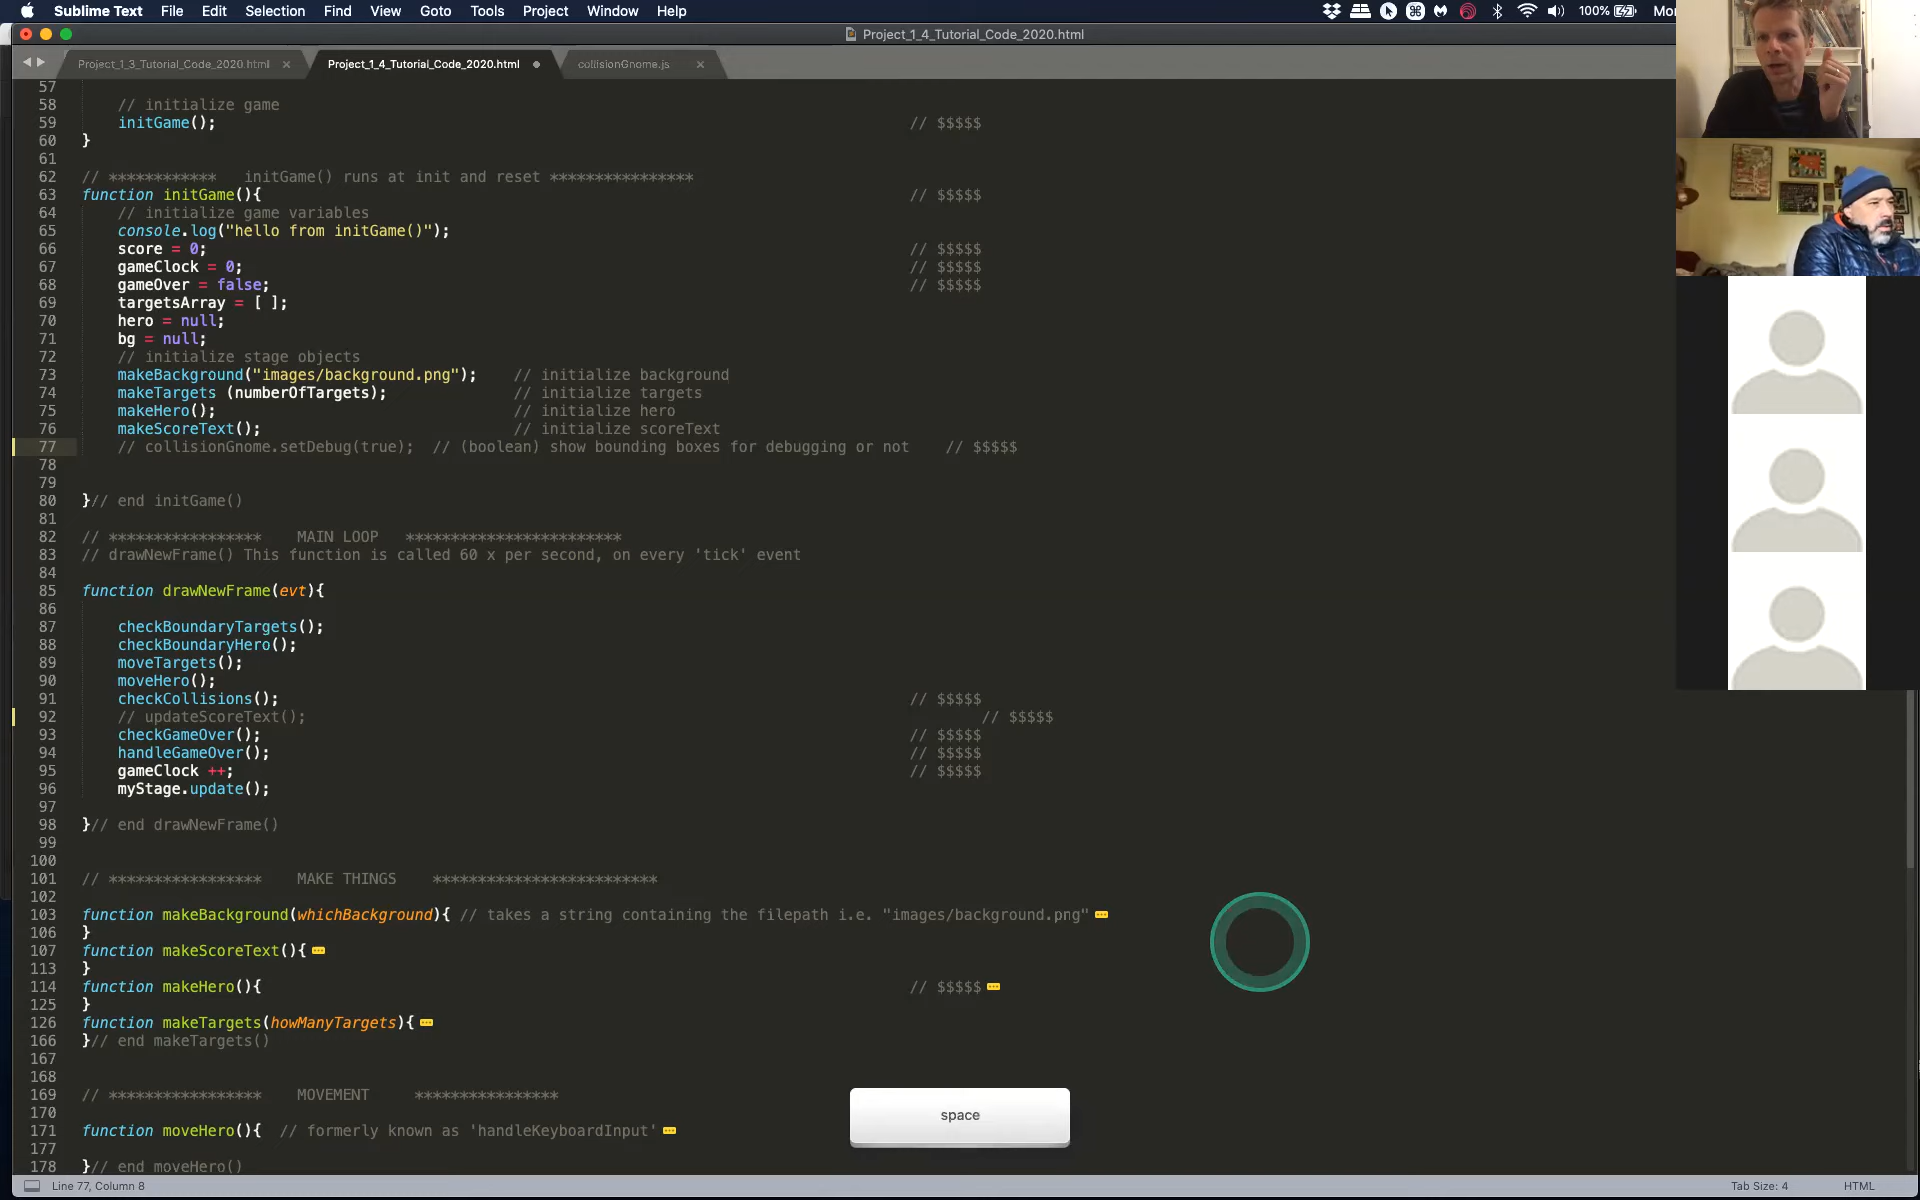 Sublime Text File Edit Selection Find View Goto Tools Project Window Help 100% Mo
Project_1_4_Tutorial_Code_2020.html
Project_1_3_Tutorial_Code_2020.html Project_1_4_Tutorial_Code_2020.html collisionGnome.js
57
58 // initialize game
59 initGame(); // $$$$$
60 }
61
62 // ************ initGame() runs at init and reset ****************
63 function initGame(){ // $$$$$
64 // initialize game variables
65 console.log("hello from initGame()");
66 score = 0; // $$$$$
67 gameClock = 0; // $$$$$
68 gameOver = false; // $$$$$
69 targetsArray = [ ];
70 hero = null;
71 bg = null;
72 // initialize stage objects
73 makeBackground("images/background.png"); // initialize background
74 makeTargets (numberOfTargets); // initialize targets
75 makeHero(); // initialize hero
76 makeScoreText(); // initialize scoreText
77 // collisionGnome.setDebug(true); // (boolean) show bounding boxes for debugging or not // $$$$$
78
79
80 }// end initGame()
81
82 // ***************** MAIN LOOP ************************
83 // drawNewFrame() This function is called 60 x per second, on every 'tick' event
84
85 function drawNewFrame(evt){
86
87 checkBoundaryTargets();
88 checkBoundaryHero();
89 moveTargets();
90 moveHero();
91 checkCollisions(); // $$$$$
92 // updateScoreText(); // $$$$$
93 checkGameOver(); // $$$$$
94 handleGameOver(); // $$$$$
95 gameClock ++; // $$$$$
96 myStage.update();
97
98 }// end drawNewFrame()
99
100
101 // ***************** MAKE THINGS *************************
102
103 function makeBackground(whichBackground){ // takes a string containing the filepath i.e. "images/background.png"
106 }
107 function makeScoreText(){
113 }
114 function makeHero(){ // $$$$$
125 }
126 function makeTargets(howManyTargets){
166 }// end makeTargets()
167
168
169 // ***************** MOVEMENT ****************
170
171 function moveHero(){ // formerly known as 'handleKeyboardInput'
177
178 }// end moveHero()
space
Line 77, Column 8 Tab Size: 4 HTML